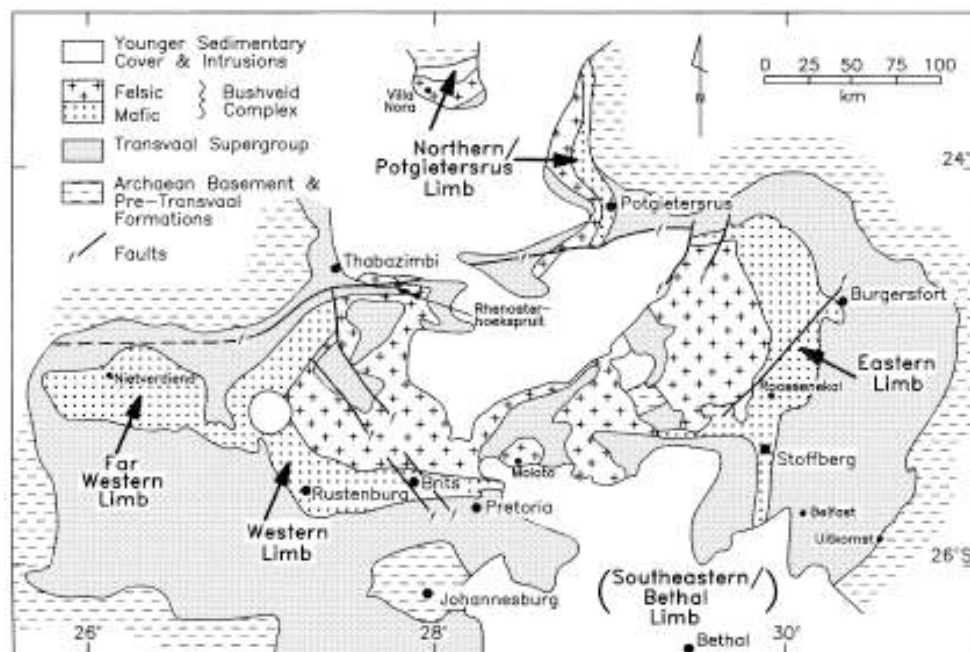 Younger Sedimentary
Cover & Intrusions
Felsic
Mafic
Bushveld
Complex
Transvaal Supergroup
Archaean Basement &
Pre-Transvaal
Formations
Faults
Villa
Nora
Northern/
Potgietersrus
Limb
N
0 25 50 75 100
km
24°
Potgietersrus
Thabazimbi
Rhenoster-
hoekspruit
Burgersfort
Eastern
Limb
Nietverdiend
Far
Western
Limb
Western
Limb
Rustenburg
Brits
Pretoria
Moloto
Stoffberg
Belfast
Uitkomst
26°S
(Southeastern/
Bethal
Limb)
Johannesburg
Bethal
26°
28°
30°